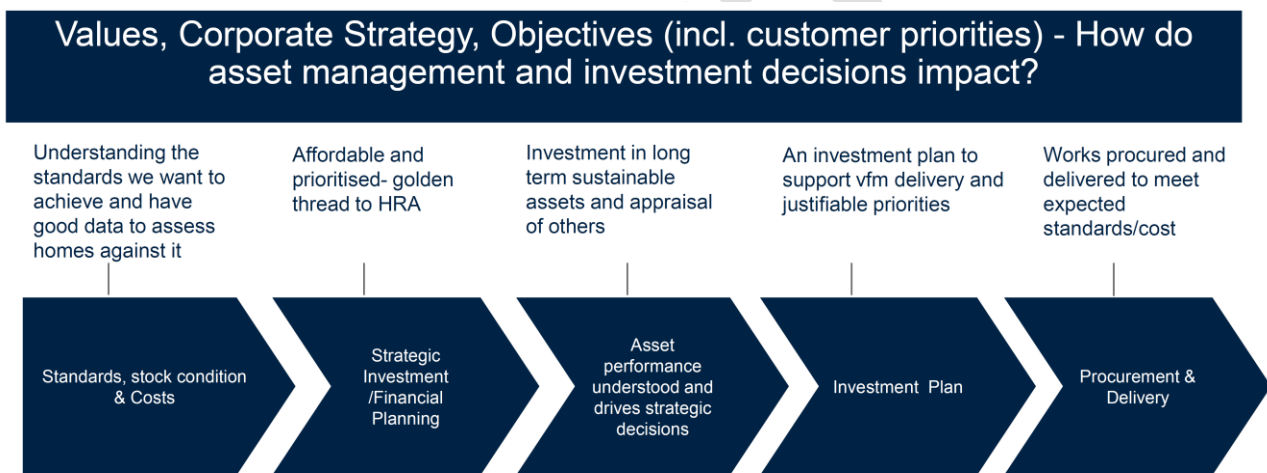 Values, Corporate Strategy, Objectives (incl. customer priorities) - How do
asset management and investment decisions impact?
Understanding the
standards we want to
achieve and have
good data to assess
homes against it
Affordable and
prioritised- golden
thread to HRA
Investment in long
term sustainable
assets and appraisal
of others
An investment plan to
support vfm delivery and
justifiable priorities
Works procured and
delivered to meet
expected
standards/cost
Standards, stock condition
& Costs
Strategic
Investment
/Financial
Planning
Asset
performance
understood and
drives strategic
decisions
Investment Plan
Procurement &
Delivery